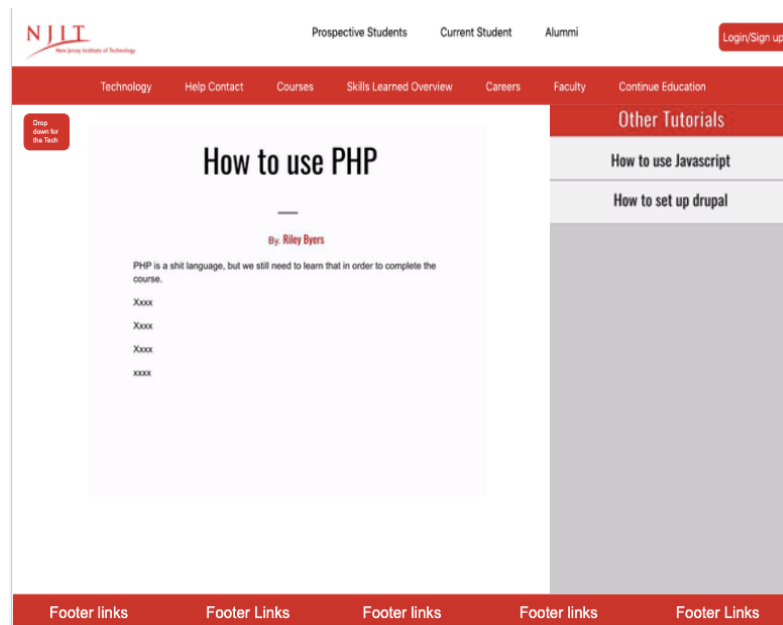 NJIT
New Jersey Institute of Technology
Prospective Students Current Student Alummi
Login/Sign up
Technology Help Contact Courses Skills Learned Overview Careers Faculty Continue Education
Drop
down for
the Tech
How to use PHP
By. Riley Byers
PHP is a shit language, but we still need to learn that in order to complete the
course.
Xxxx
Xxxx
Xxxx
xxxx
Other Tutorials
How to use Javascript
How to set up drupal
Footer links Footer Links Footer links Footer links Footer Links